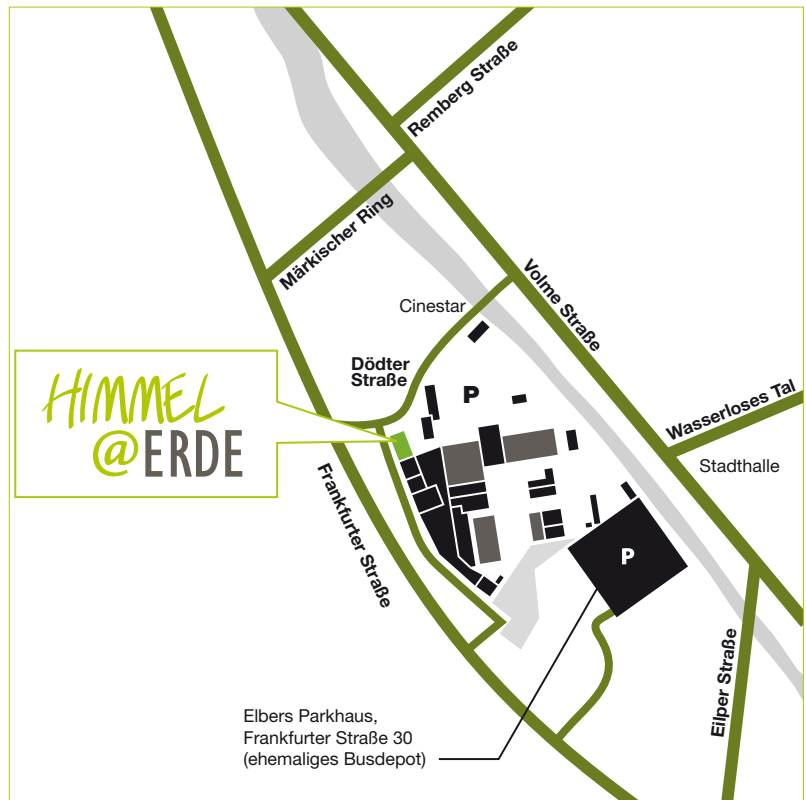 Remberg Straße
Märkischer Ring
Volme Straße
Cinestar
Dödter
Straße
P
HIMMEL
@ERDE
Wasserloses Tal
Stadthalle
Frankfurter Straße
P
Eilper Straße
Elbers Parkhaus,
Frankfurter Straße 30
(ehemaliges Busdepot)